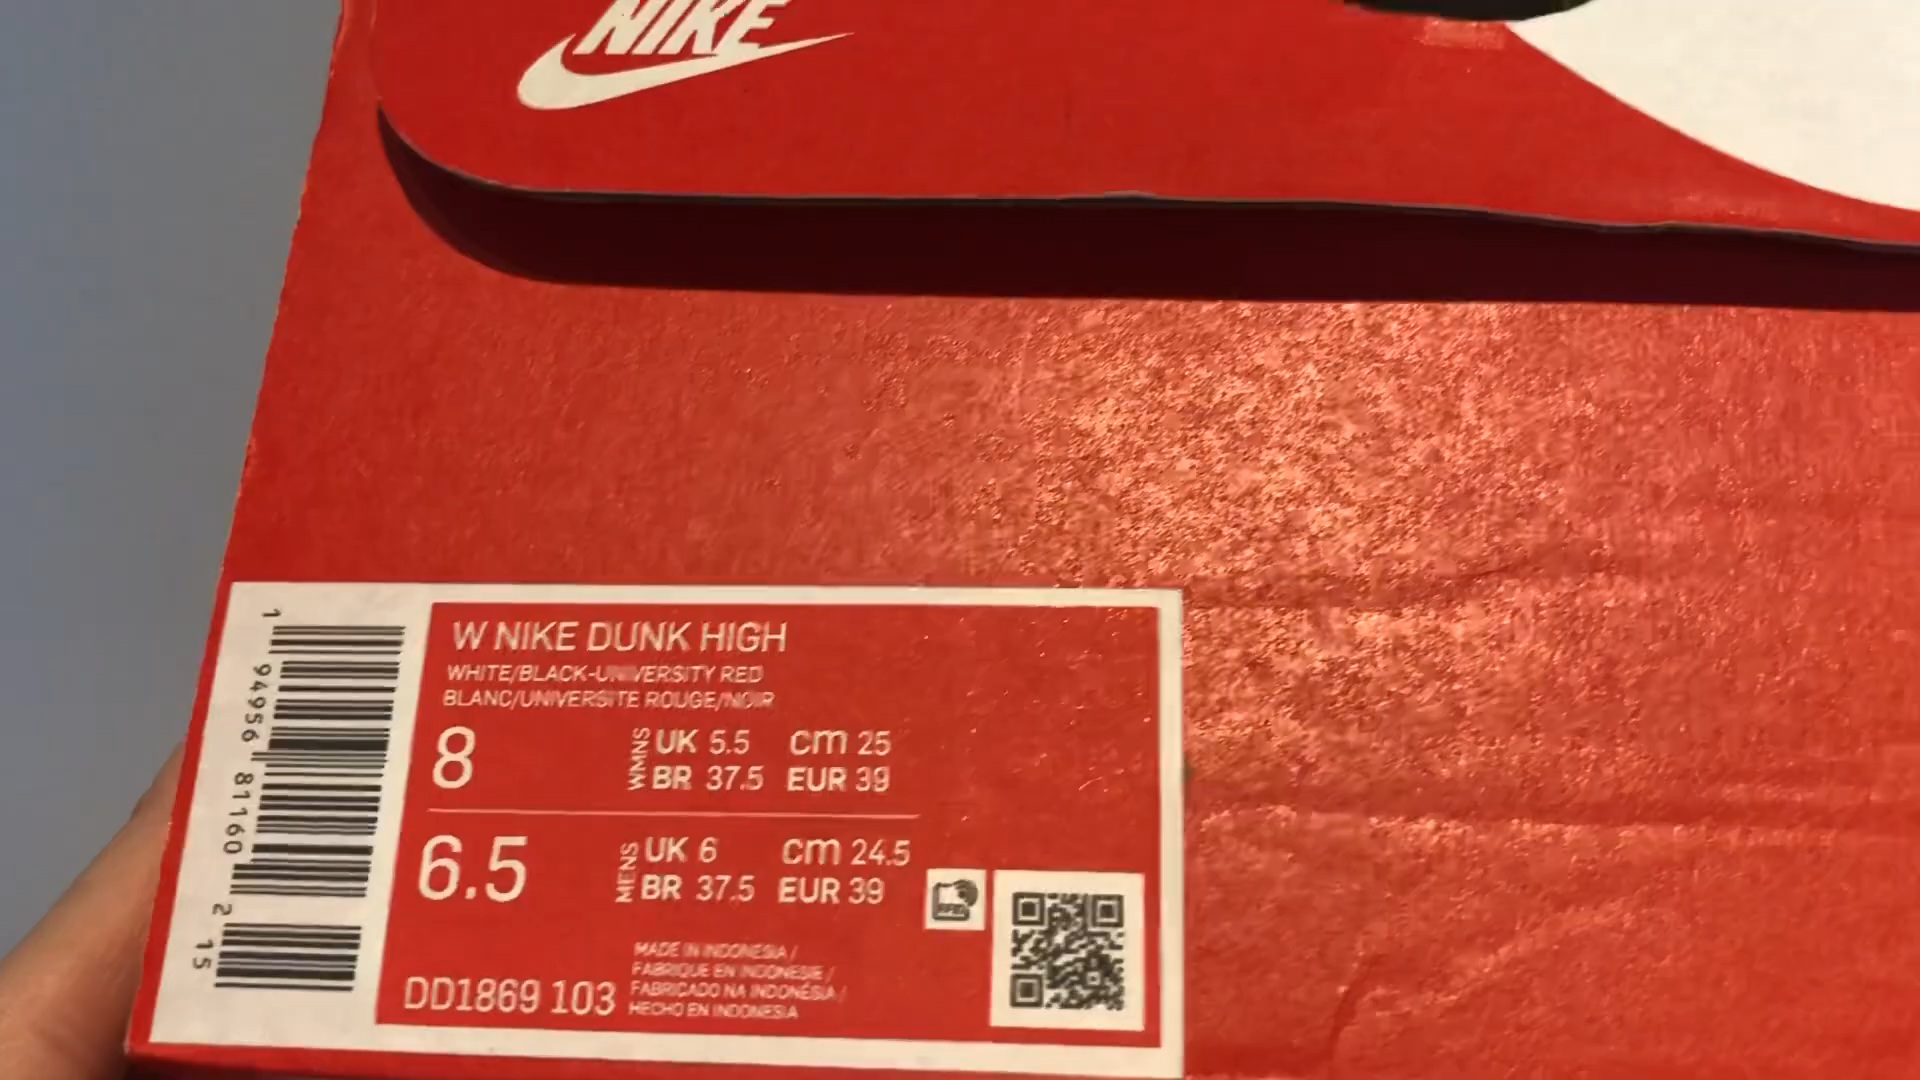 NIKE
W NIKE DUNK HIGH
WHITE/BLACK-UNIVERSITY RED
BLANC/UNIVERSITE ROUGE/NOIR
8 WMNS UK 5.5 cm 25
BR 37.5 EUR 39
6.5 MENS UK 6 cm 24.5
BR 37.5 EUR 39
DD1869 103
MADE IN INDONESIA /
FABRIQUE EN INDONESIE /
FABRICADO NA INDONÉSIA /
HECHO EN INDONESIA
RFID
1 94956 81160 2 15